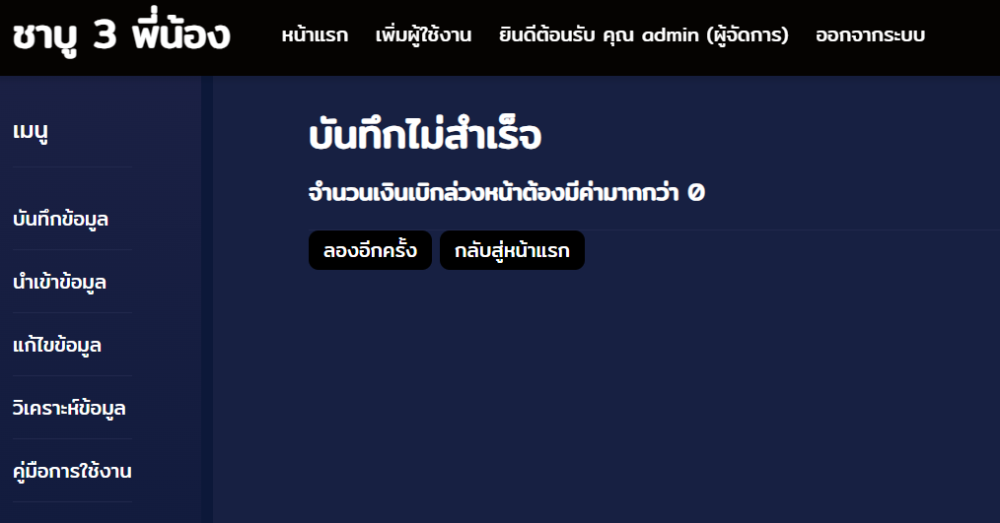 ชาบู 3 พี่น้อง
หน้าแรก เพิ่มผู้ใช้งาน ยินดีต้อนรับ คุณ admin (ผู้จัดการ) ออกจากระบบ
เมนู
บันทึกข้อมูล
นำเข้าข้อมูล
แก้ไขข้อมูล
วิเคราะห์ข้อมูล
คู่มือการใช้งาน
บันทึกไม่สำเร็จ
จำนวนเงินเบิกล่วงหน้าต้องมีค่ามากกว่า 0
ลองอีกครั้ง กลับสู่หน้าแรก